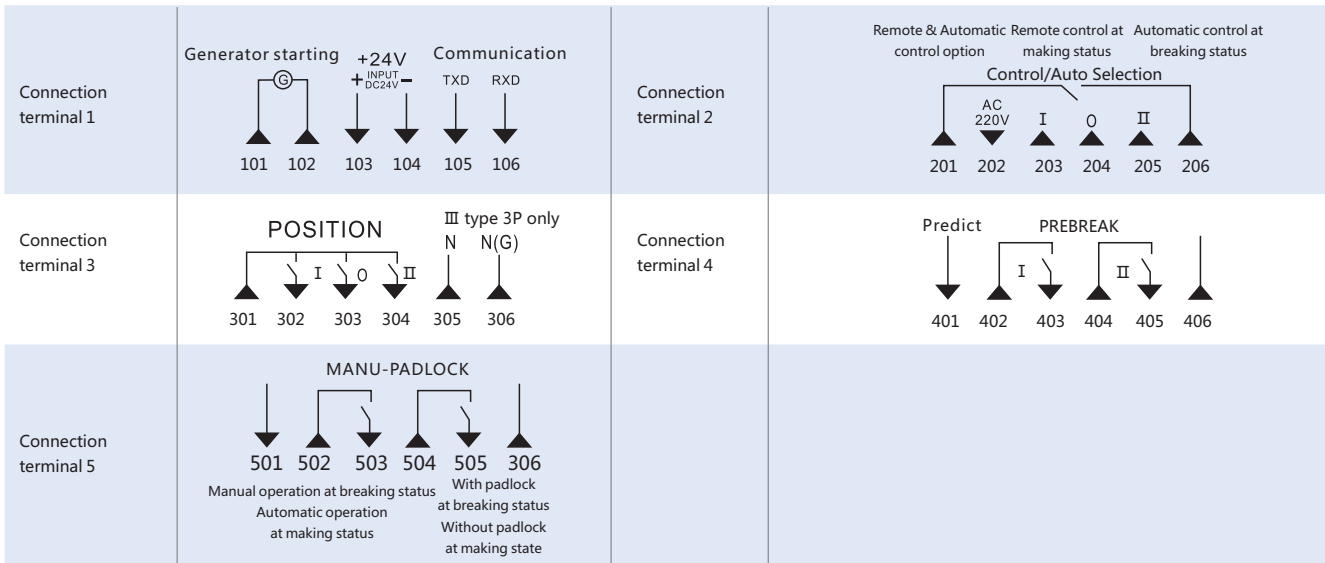 Connection
terminal 1
Generator starting
G
+24V
+ INPUT DC24V −
Communication
TXD RXD
101 102 103 104 105 106
Connection
terminal 2
Remote & Automatic
control option
Remote control at
making status
Automatic control at
breaking status
Control/Auto Selection
AC
220V
I O II
201 202 203 204 205 206
Connection
terminal 3
POSITION
III type 3P only
N N(G)
I O II
301 302 303 304 305 306
Connection
terminal 4
Predict PREBREAK
I II
401 402 403 404 405 406
Connection
terminal 5
MANU-PADLOCK
501 502 503 504 505 306
Manual operation at breaking status
Automatic operation
at making status
With padlock
at breaking status
Without padlock
at making state